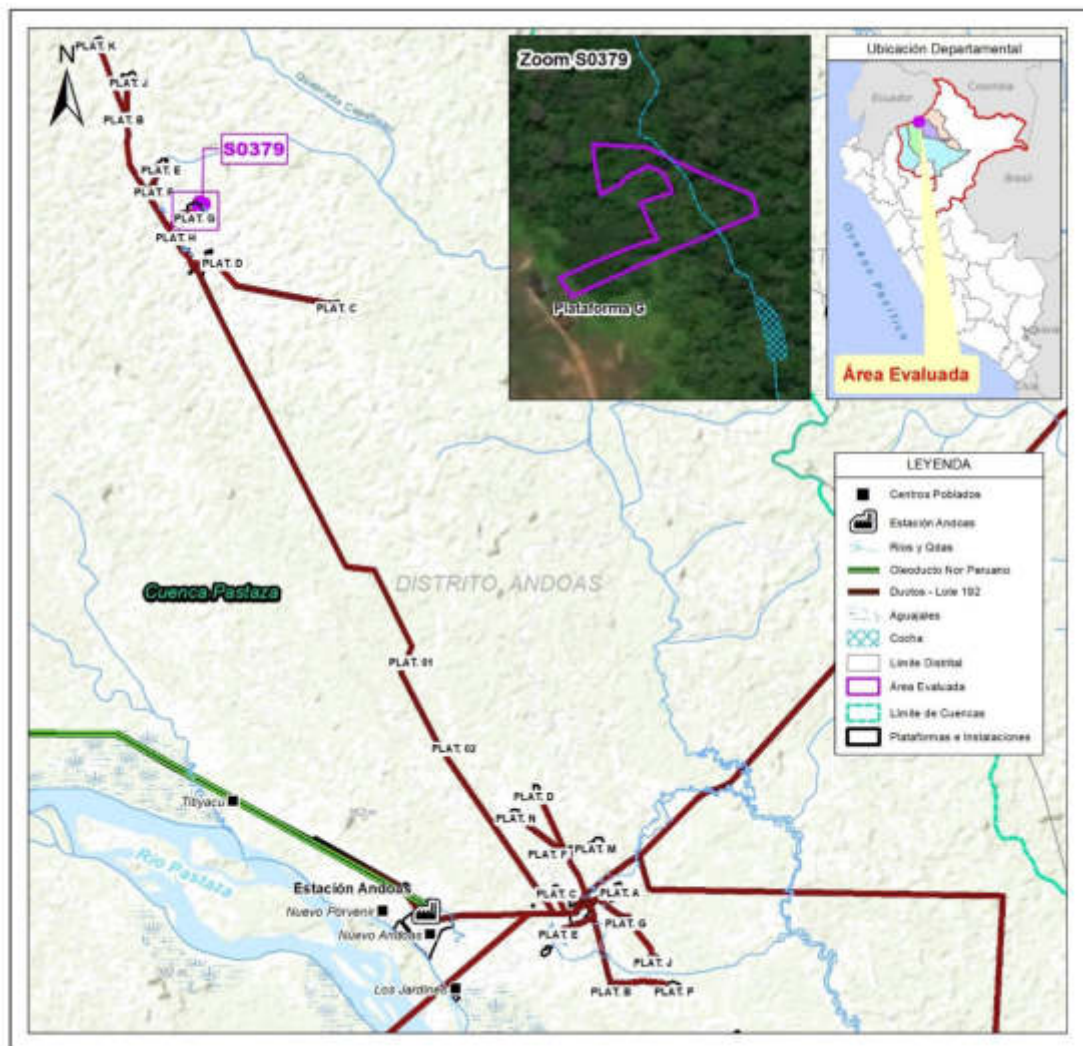 N
PLAT. K
PLAT. J
PLAT. B
PLAT. E
PLAT. F
S0379
PLAT. G
PLAT. H
PLAT. D
PLAT. C
Quebrada
Zoom S0379
Plataforma G
Ubicación Departamental
Ecuador
Colombia
Brasil
Océano Pacífico
Área Evaluada
LEYENDA
Centros Poblados
Estación Andoas
Ríos y Qdas
Oleoducto Nor Peruano
Ductos - Lote 192
Aguajales
Cocha
Límite Distrital
Área Evaluada
Límite de Cuencas
Plataformas e Instalaciones
Cuenca Pastaza
DISTRITO ANDOAS
PLAT. 01
PLAT. 02
Titiyacu
Río Pastaza
PLAT. D
PLAT. N
PLAT. F
PLAT. M
Estación Andoas
Nuevo Porvenir
Nuevo Andoas
Los Jardines
PLAT. C
PLAT. A
PLAT. E
PLAT. G
PLAT. J
PLAT. B
PLAT. P